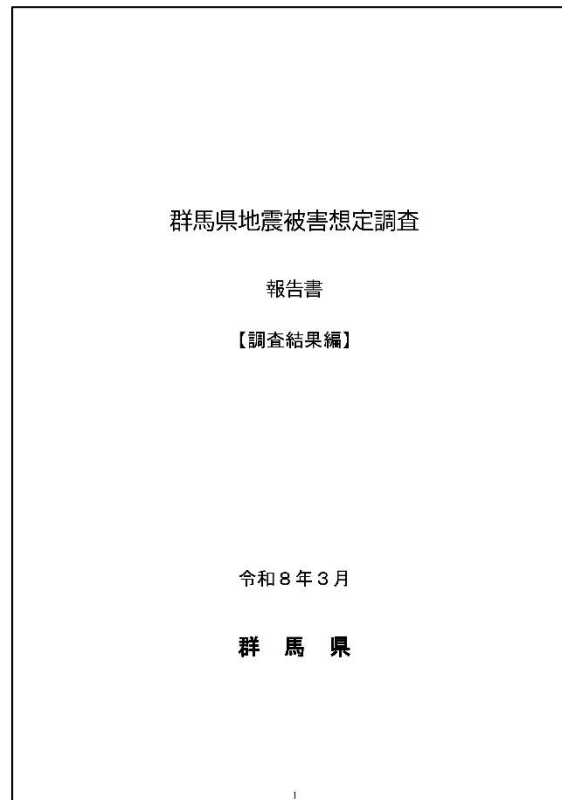 群馬県地震被害想定調査
報告書
【調査結果編】
令和８年３月
群 馬 県
1